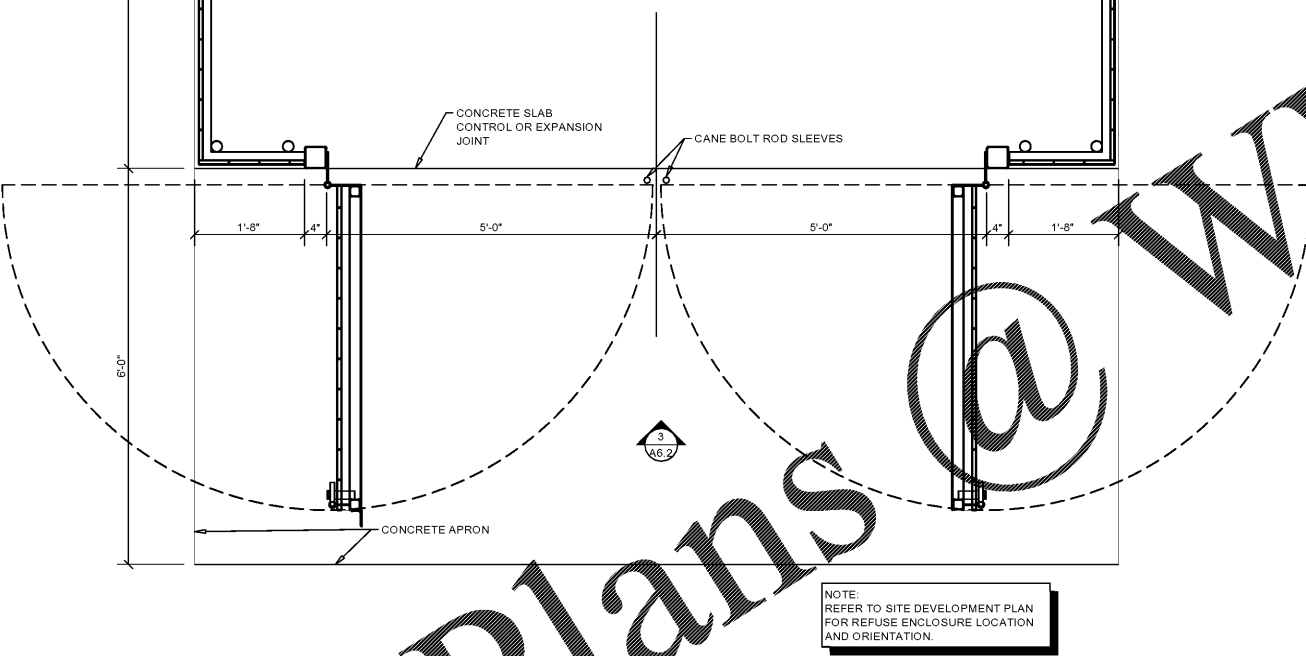 CONCRETE SLAB
CONTROL OR EXPANSION
JOINT
CANE BOLT ROD SLEEVES
1'-8"
4"
5'-0"
5'-0"
4"
1'-8"
6'-0"
3
A6.2
CONCRETE APRON
Plans @ W
NOTE:
REFER TO SITE DEVELOPMENT PLAN
FOR REFUSE ENCLOSURE LOCATION
AND ORIENTATION.